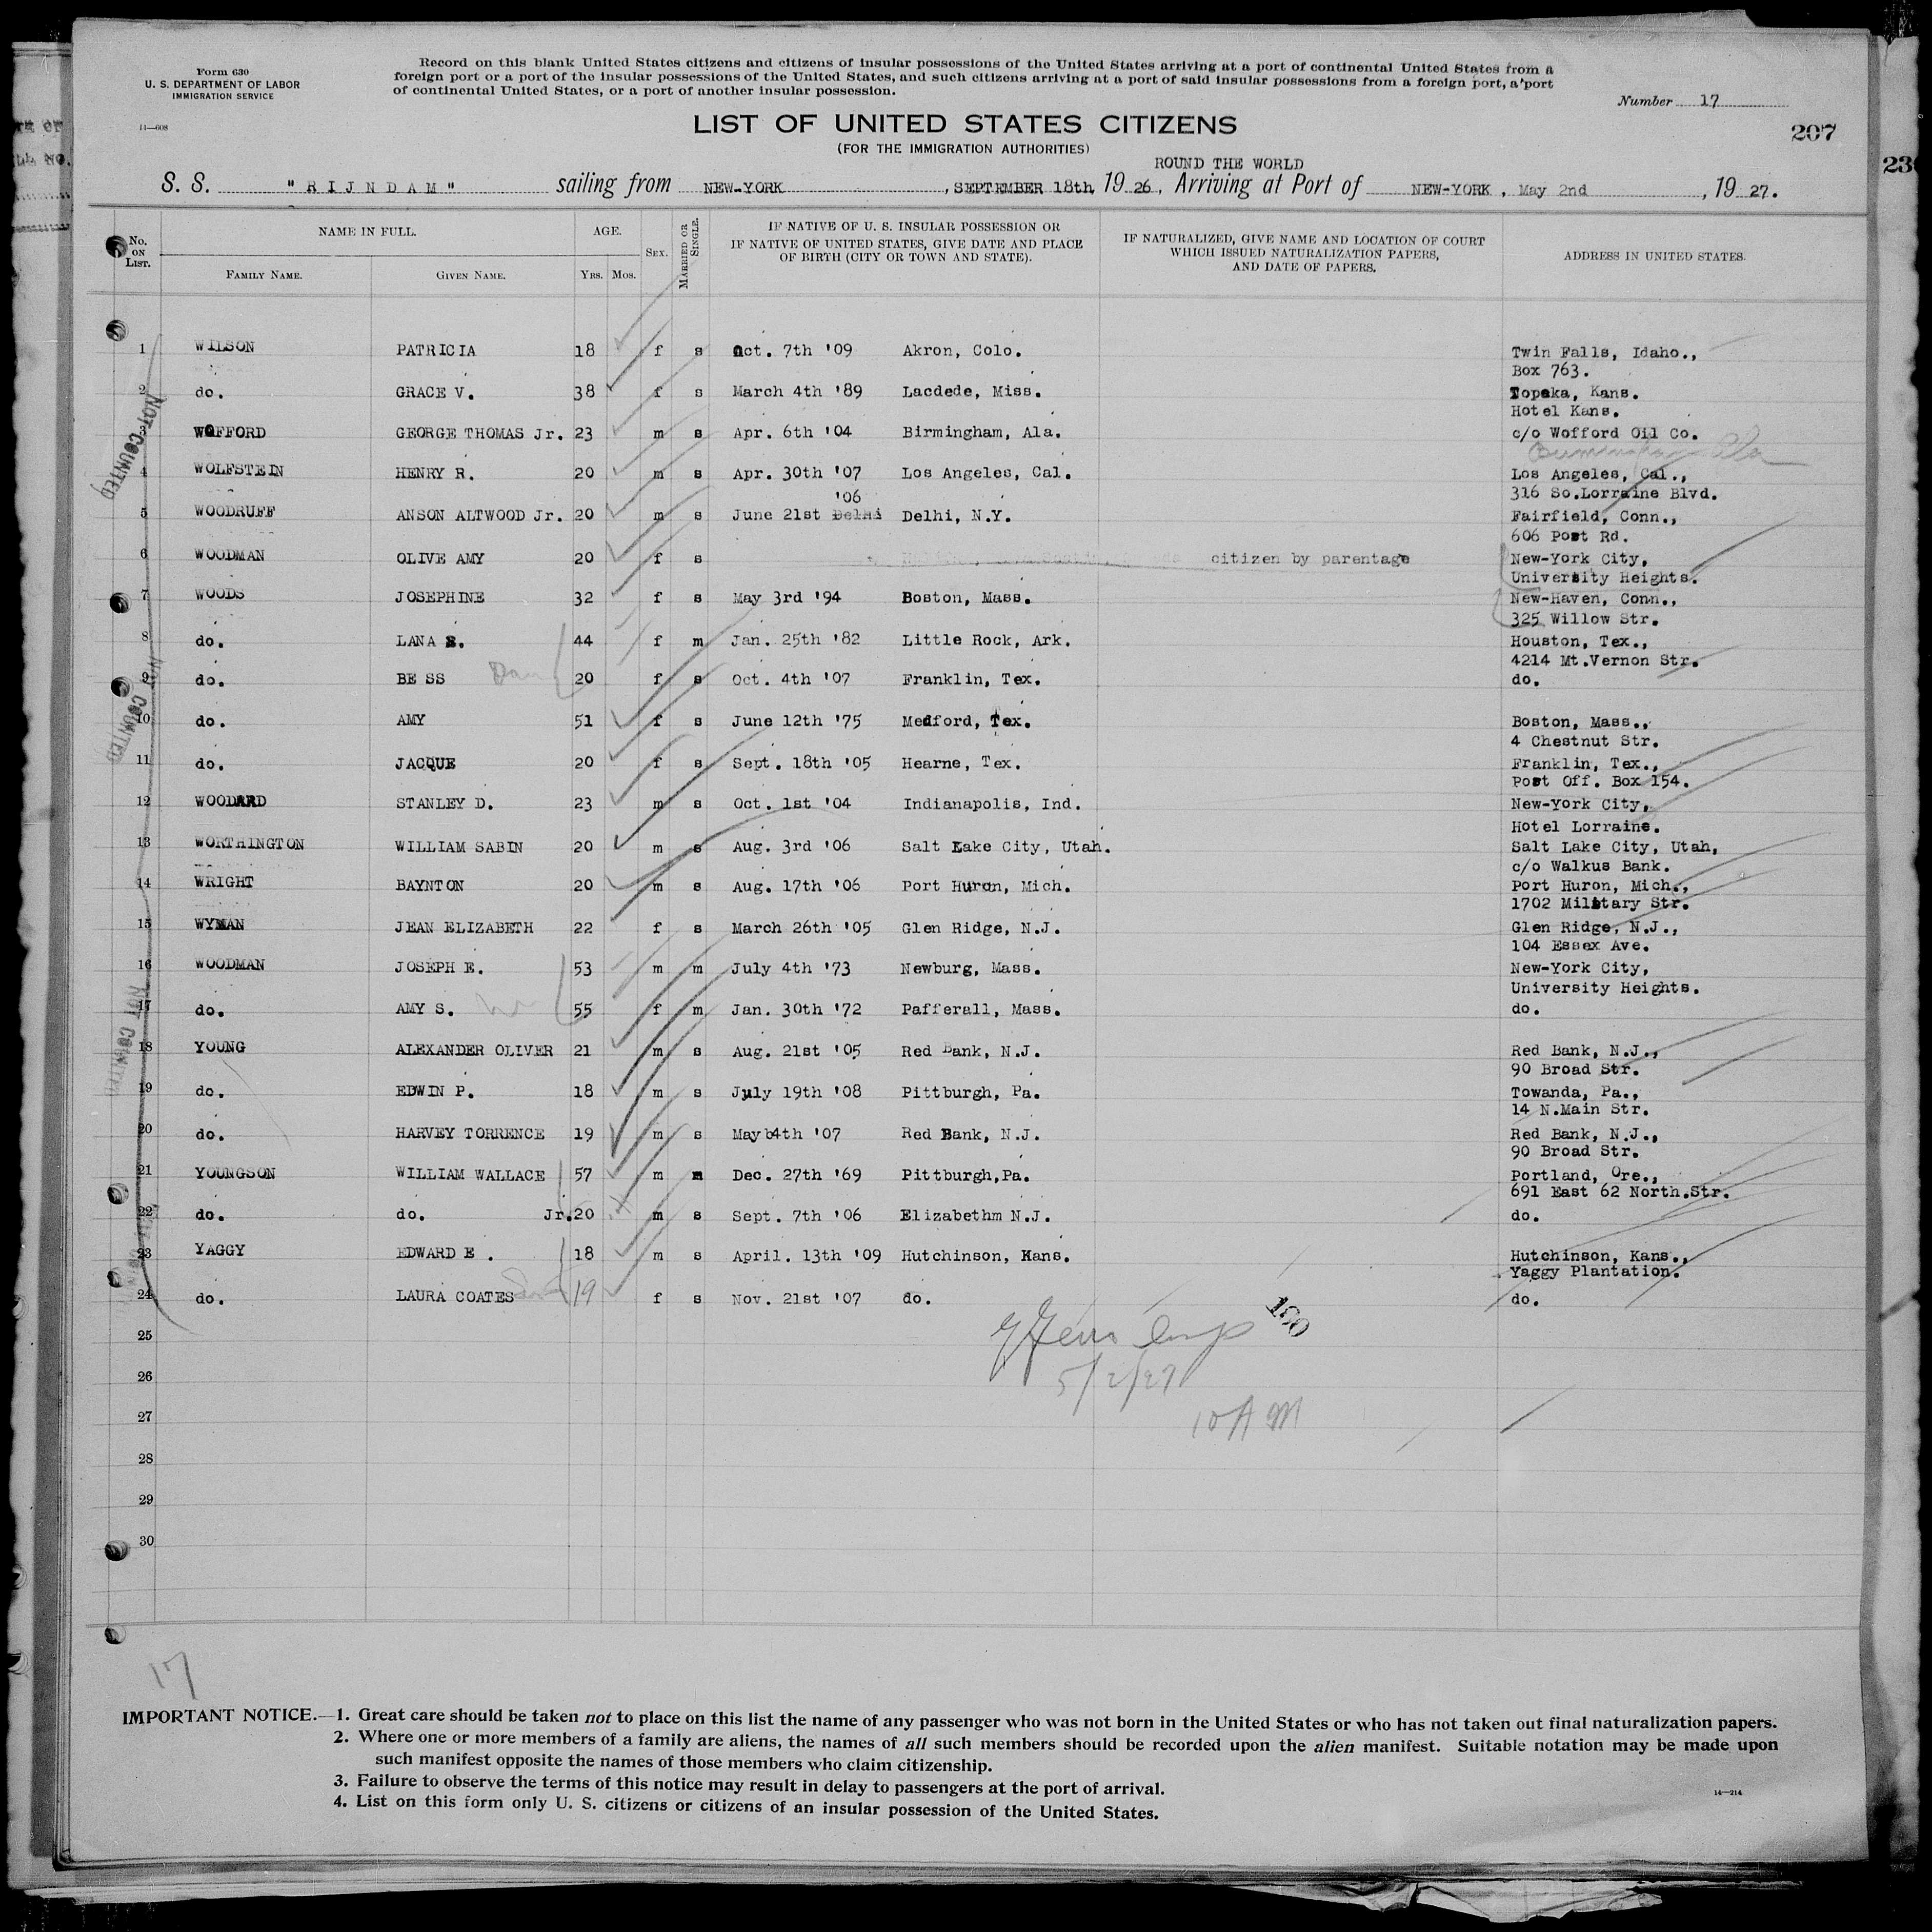 Form 630
U. S. DEPARTMENT OF LABOR
IMMIGRATION SERVICE
11—608
Record on this blank United States citizens and citizens of insular possessions of the United States arriving at a port of continental United States from a
foreign port or a port of the insular possessions of the United States, and such citizens arriving at a port of said insular possessions from a foreign port, a port
of continental United States, or a port of another insular possession.
Number 17
207
LIST OF UNITED STATES CITIZENS
(FOR THE IMMIGRATION AUTHORITIES)
ROUND THE WORLD
S. S. "RIJNDAM" sailing from NEW-YORK, SEPTEMBER 18th, 1926, Arriving at Port of NEW-YORK, May 2nd, 1927.
No. ON LIST. NAME IN FULL. FAMILY NAME. GIVEN NAME. AGE. YRS. MOS. SEX. MARRIED OR SINGLE.
IF NATIVE OF U. S. INSULAR POSSESSION OR
IF NATIVE OF UNITED STATES, GIVE DATE AND PLACE
OF BIRTH (CITY OR TOWN AND STATE).
IF NATURALIZED, GIVE NAME AND LOCATION OF COURT
WHICH ISSUED NATURALIZATION PAPERS,
AND DATE OF PAPERS.
ADDRESS IN UNITED STATES.
1 WILSON PATRICIA 18 f s Oct. 7th '09 Akron, Colo. Twin Falls, Idaho.,
Box 763.
2 do. GRACE V. 38 f s March 4th '89 Lacdede, Miss. Topeka, Kans.
Hotel Kans.
3 WOFFORD GEORGE THOMAS Jr. 23 m s Apr. 6th '04 Birmingham, Ala. c/o Wofford Oil Co.
Birmingham Ala
4 WOLFSTEIN HENRY R. 20 m s Apr. 30th '07 Los Angeles, Cal. Los Angeles, Cal.,
316 So.Lorraine Blvd.
'06
5 WOODRUFF ANSON ALTWOOD Jr. 20 m s June 21st Delhi Delhi, N.Y. Fairfield, Conn.,
606 Post Rd.
6 WOODMAN OLIVE AMY 20 f s citizen by parentage New-York City,
University Heights.
7 WOODS JOSEPHINE 32 f s May 3rd '94 Boston, Mass. New-Haven, Conn.,
325 Willow Str.
8 do. LANA 44 f m Jan. 25th '82 Little Rock, Ark. Houston, Tex.,
4214 Mt.Vernon Str.
9 do. BESS 20 f s Oct. 4th '07 Franklin, Tex. do.
10 do. AMY 51 f s June 12th '75 Medford, Tex. Boston, Mass.,
4 Chestnut Str.
11 do. JACQUE 20 f s Sept. 18th '05 Hearne, Tex. Franklin, Tex.,
Post Off. Box 154.
12 WOODARD STANLEY D. 23 m s Oct. 1st '04 Indianapolis, Ind. New-York City,
Hotel Lorraine.
13 WORTHINGTON WILLIAM SABIN 20 m s Aug. 3rd '06 Salt Lake City, Utah. Salt Lake City, Utah,
c/o Walkus Bank.
14 WRIGHT BAYNTON 20 m s Aug. 17th '06 Port Huron, Mich. Port Huron, Mich.,
1702 Military Str.
15 WYMAN JEAN ELIZABETH 22 f s March 26th '05 Glen Ridge, N.J. Glen Ridge, N.J.,
104 Essex Ave.
16 WOODMAN JOSEPH E. 53 m m July 4th '73 Newburg, Mass. New-York City,
University Heights.
17 do. AMY S. 55 f m Jan. 30th '72 Pafferall, Mass. do.
18 YOUNG ALEXANDER OLIVER 21 m s Aug. 21st '05 Red Bank, N.J. Red Bank, N.J.,
90 Broad Str.
19 do. EDWIN P. 18 m s July 19th '08 Pittburgh, Pa. Towanda, Pa.,
14 N.Main Str.
20 do. HARVEY TORRENCE 19 m s May 4th '07 Red Bank, N.J. Red Bank, N.J.,
90 Broad Str.
21 YOUNGSON WILLIAM WALLACE 57 m m Dec. 27th '69 Pittburgh,Pa. Portland, Ore.,
691 East 62 North.Str.
22 do. do. Jr. 20 m s Sept. 7th '06 Elizabethm N.J. do.
23 YAGGY EDWARD E . 18 m s April. 13th '09 Hutchinson, Kans. Hutchinson, Kans.,
Yaggy Plantation.
24 do. LAURA COATES 19 f s Nov. 21st '07 do. do.
25
26
27
28
29
30
NOT COUNTED
NOT COUNTED
NOT COUNTED
160
5/2/27
10 AM
17
IMPORTANT NOTICE.—1. Great care should be taken not to place on this list the name of any passenger who was not born in the United States or who has not taken out final naturalization papers.
2. Where one or more members of a family are aliens, the names of all such members should be recorded upon the alien manifest. Suitable notation may be made upon
such manifest opposite the names of those members who claim citizenship.
3. Failure to observe the terms of this notice may result in delay to passengers at the port of arrival.
4. List on this form only U. S. citizens or citizens of an insular possession of the United States.
14—214